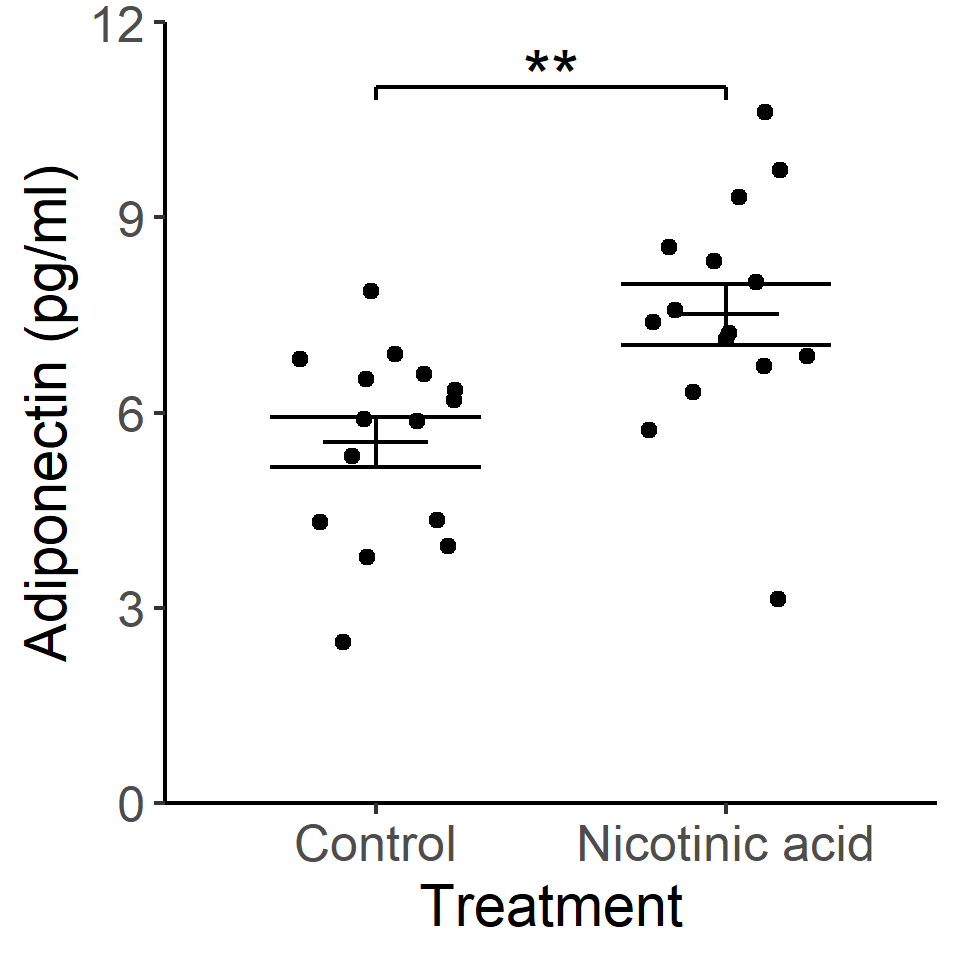 Adiponectin (pg/ml)
12
9
6
3
0
**
Control
Nicotinic acid
Treatment